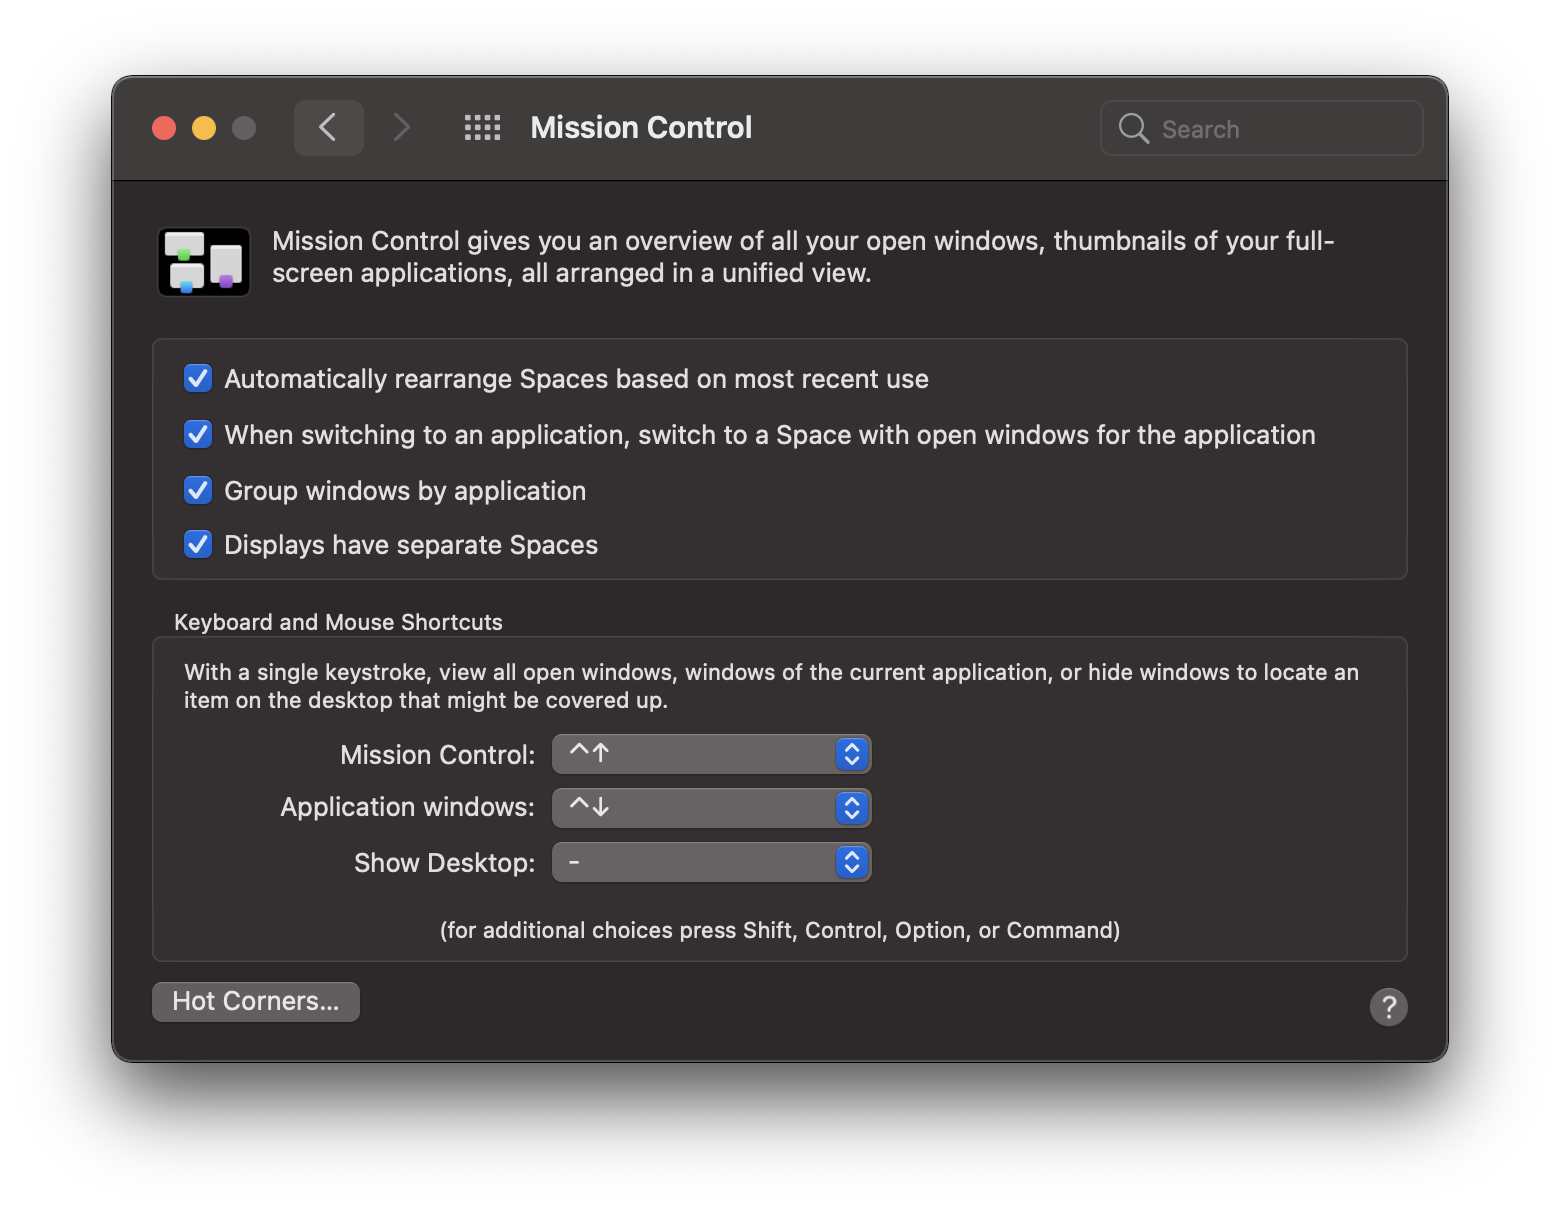 Mission Control
Search
Mission Control gives you an overview of all your open windows, thumbnails of your full-
screen applications, all arranged in a unified view.
Automatically rearrange Spaces based on most recent use
When switching to an application, switch to a Space with open windows for the application
Group windows by application
Displays have separate Spaces
Keyboard and Mouse Shortcuts
With a single keystroke, view all open windows, windows of the current application, or hide windows to locate an
item on the desktop that might be covered up.
Mission Control: ^↑
Application windows: ^↓
Show Desktop: -
(for additional choices press Shift, Control, Option, or Command)
Hot Corners...
?